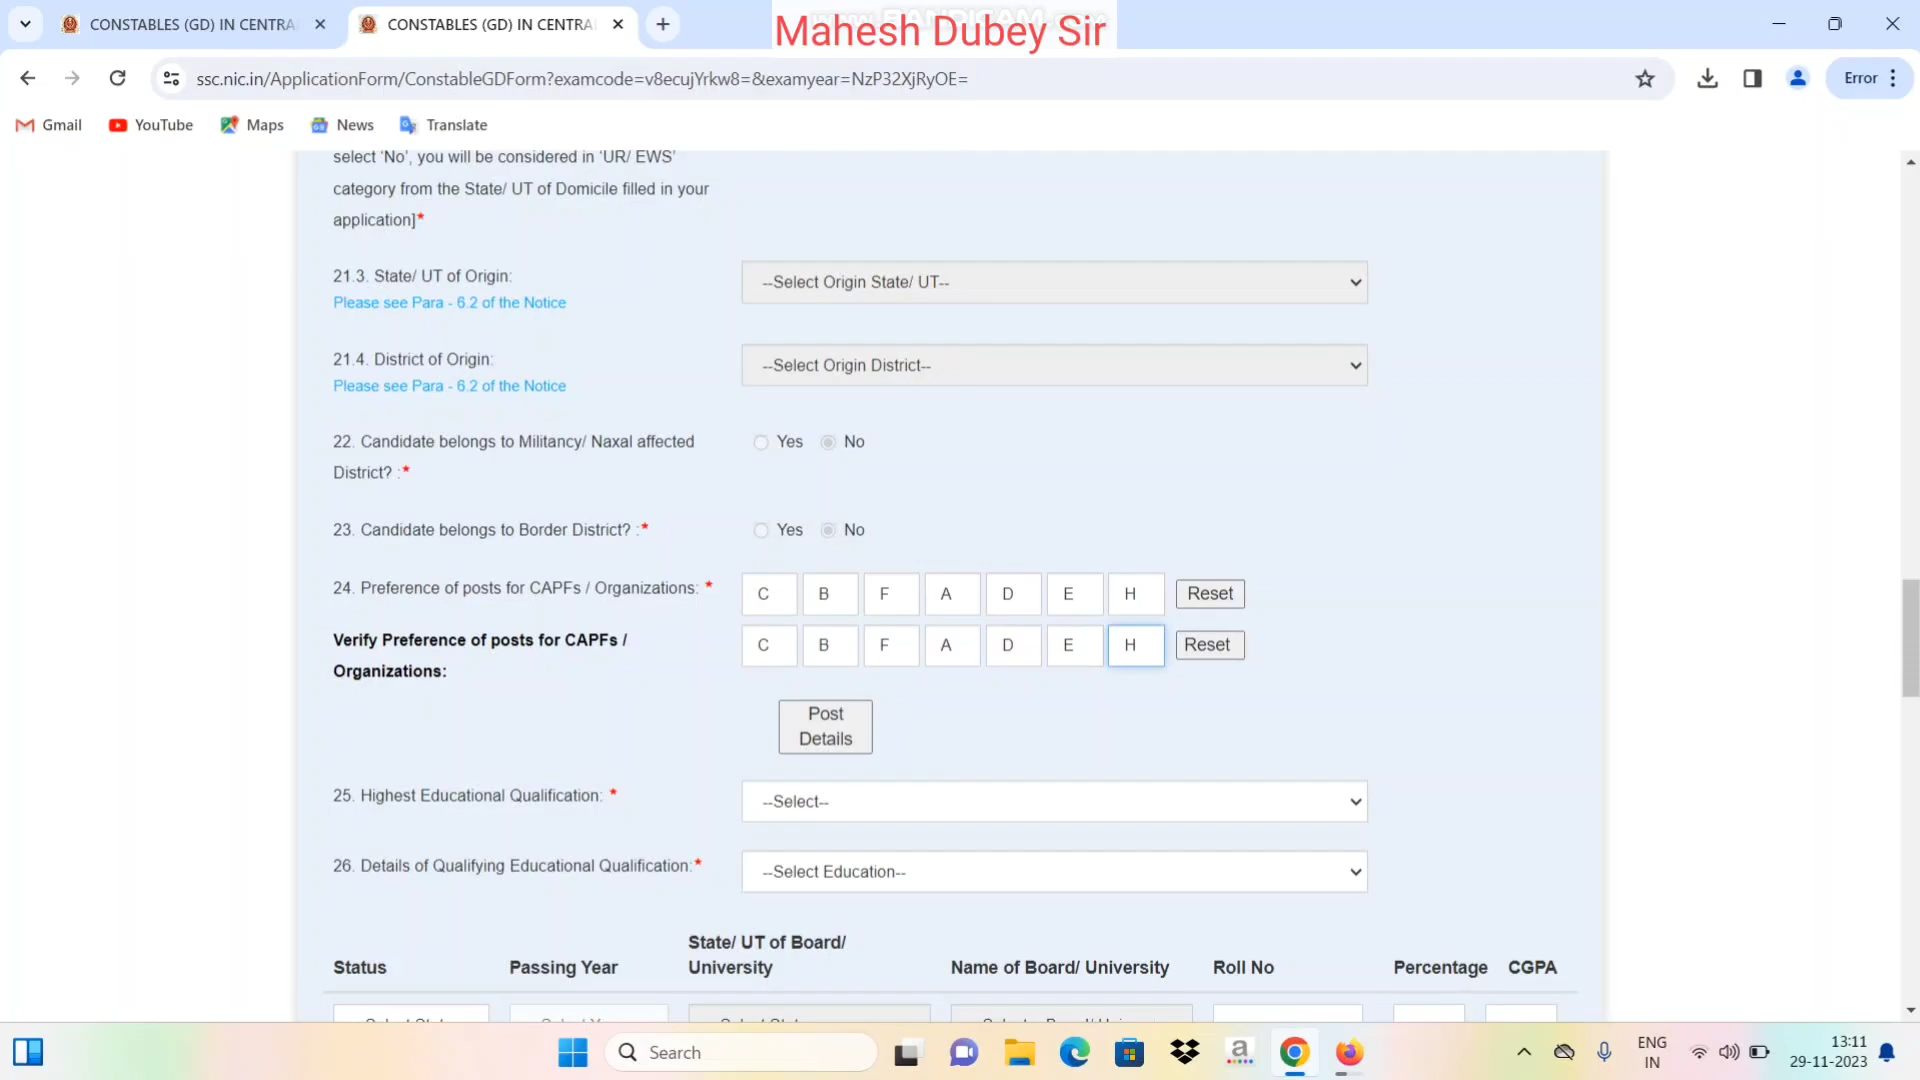 CONSTABLES (GD) IN CENTRA
CONSTABLES (GD) IN CENTRA
Mahesh Dubey Sir
ssc.nic.in/ApplicationForm/ConstableGDForm?examcode=v8ecujYrkw8=&examyear=NzP32XjRyOE=
Error
Gmail
YouTube
Maps
News
Translate
select ‘No’, you will be considered in ‘UR/ EWS’
category from the State/ UT of Domicile filled in your
application]*
21.3. State/ UT of Origin:
--Select Origin State/ UT--
Please see Para - 6.2 of the Notice
21.4. District of Origin:
--Select Origin District--
Please see Para - 6.2 of the Notice
22. Candidate belongs to Militancy/ Naxal affected
District? :*
Yes No
23. Candidate belongs to Border District? :*
Yes No
24. Preference of posts for CAPFs / Organizations: *
C B F A D E H Reset
Verify Preference of posts for CAPFs /
Organizations:
C B F A D E H Reset
Post
Details
25. Highest Educational Qualification: *
--Select--
26. Details of Qualifying Educational Qualification:*
--Select Education--
Status
Passing Year
State/ UT of Board/
University
Name of Board/ University
Roll No
Percentage
CGPA
Search
ENG
IN
13:11
29-11-2023